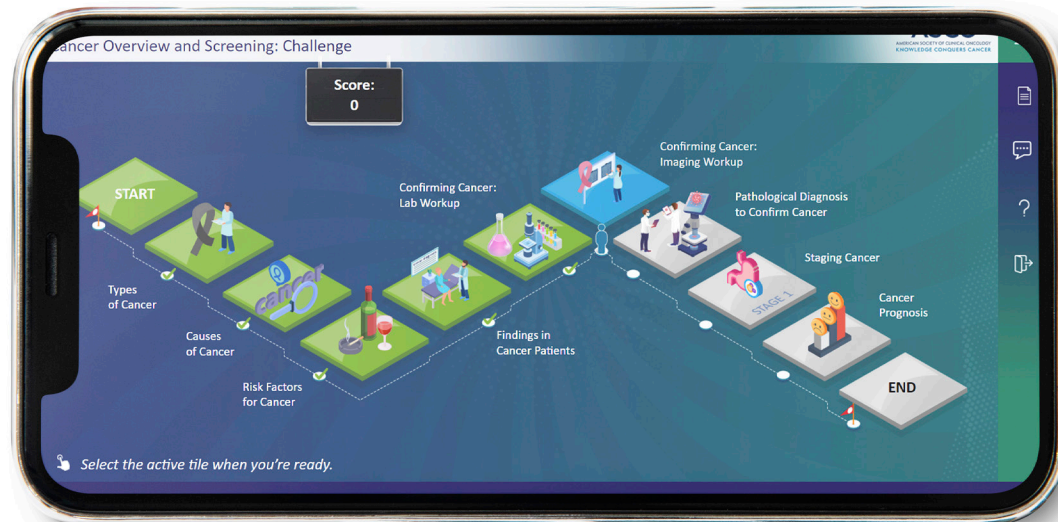 Cancer Overview and Screening: Challenge
AMERICAN SOCIETY OF CLINICAL ONCOLOGY
KNOWLEDGE CONQUERS CANCER
Score:
0
START
Types
of Cancer
cancer
Causes
of Cancer
Risk Factors
for Cancer
Findings in
Cancer Patients
Confirming Cancer:
Lab Workup
Confirming Cancer:
Imaging Workup
Pathological Diagnosis
to Confirm Cancer
Staging Cancer
STAGE 1
Cancer
Prognosis
END
Select the active tile when you're ready.